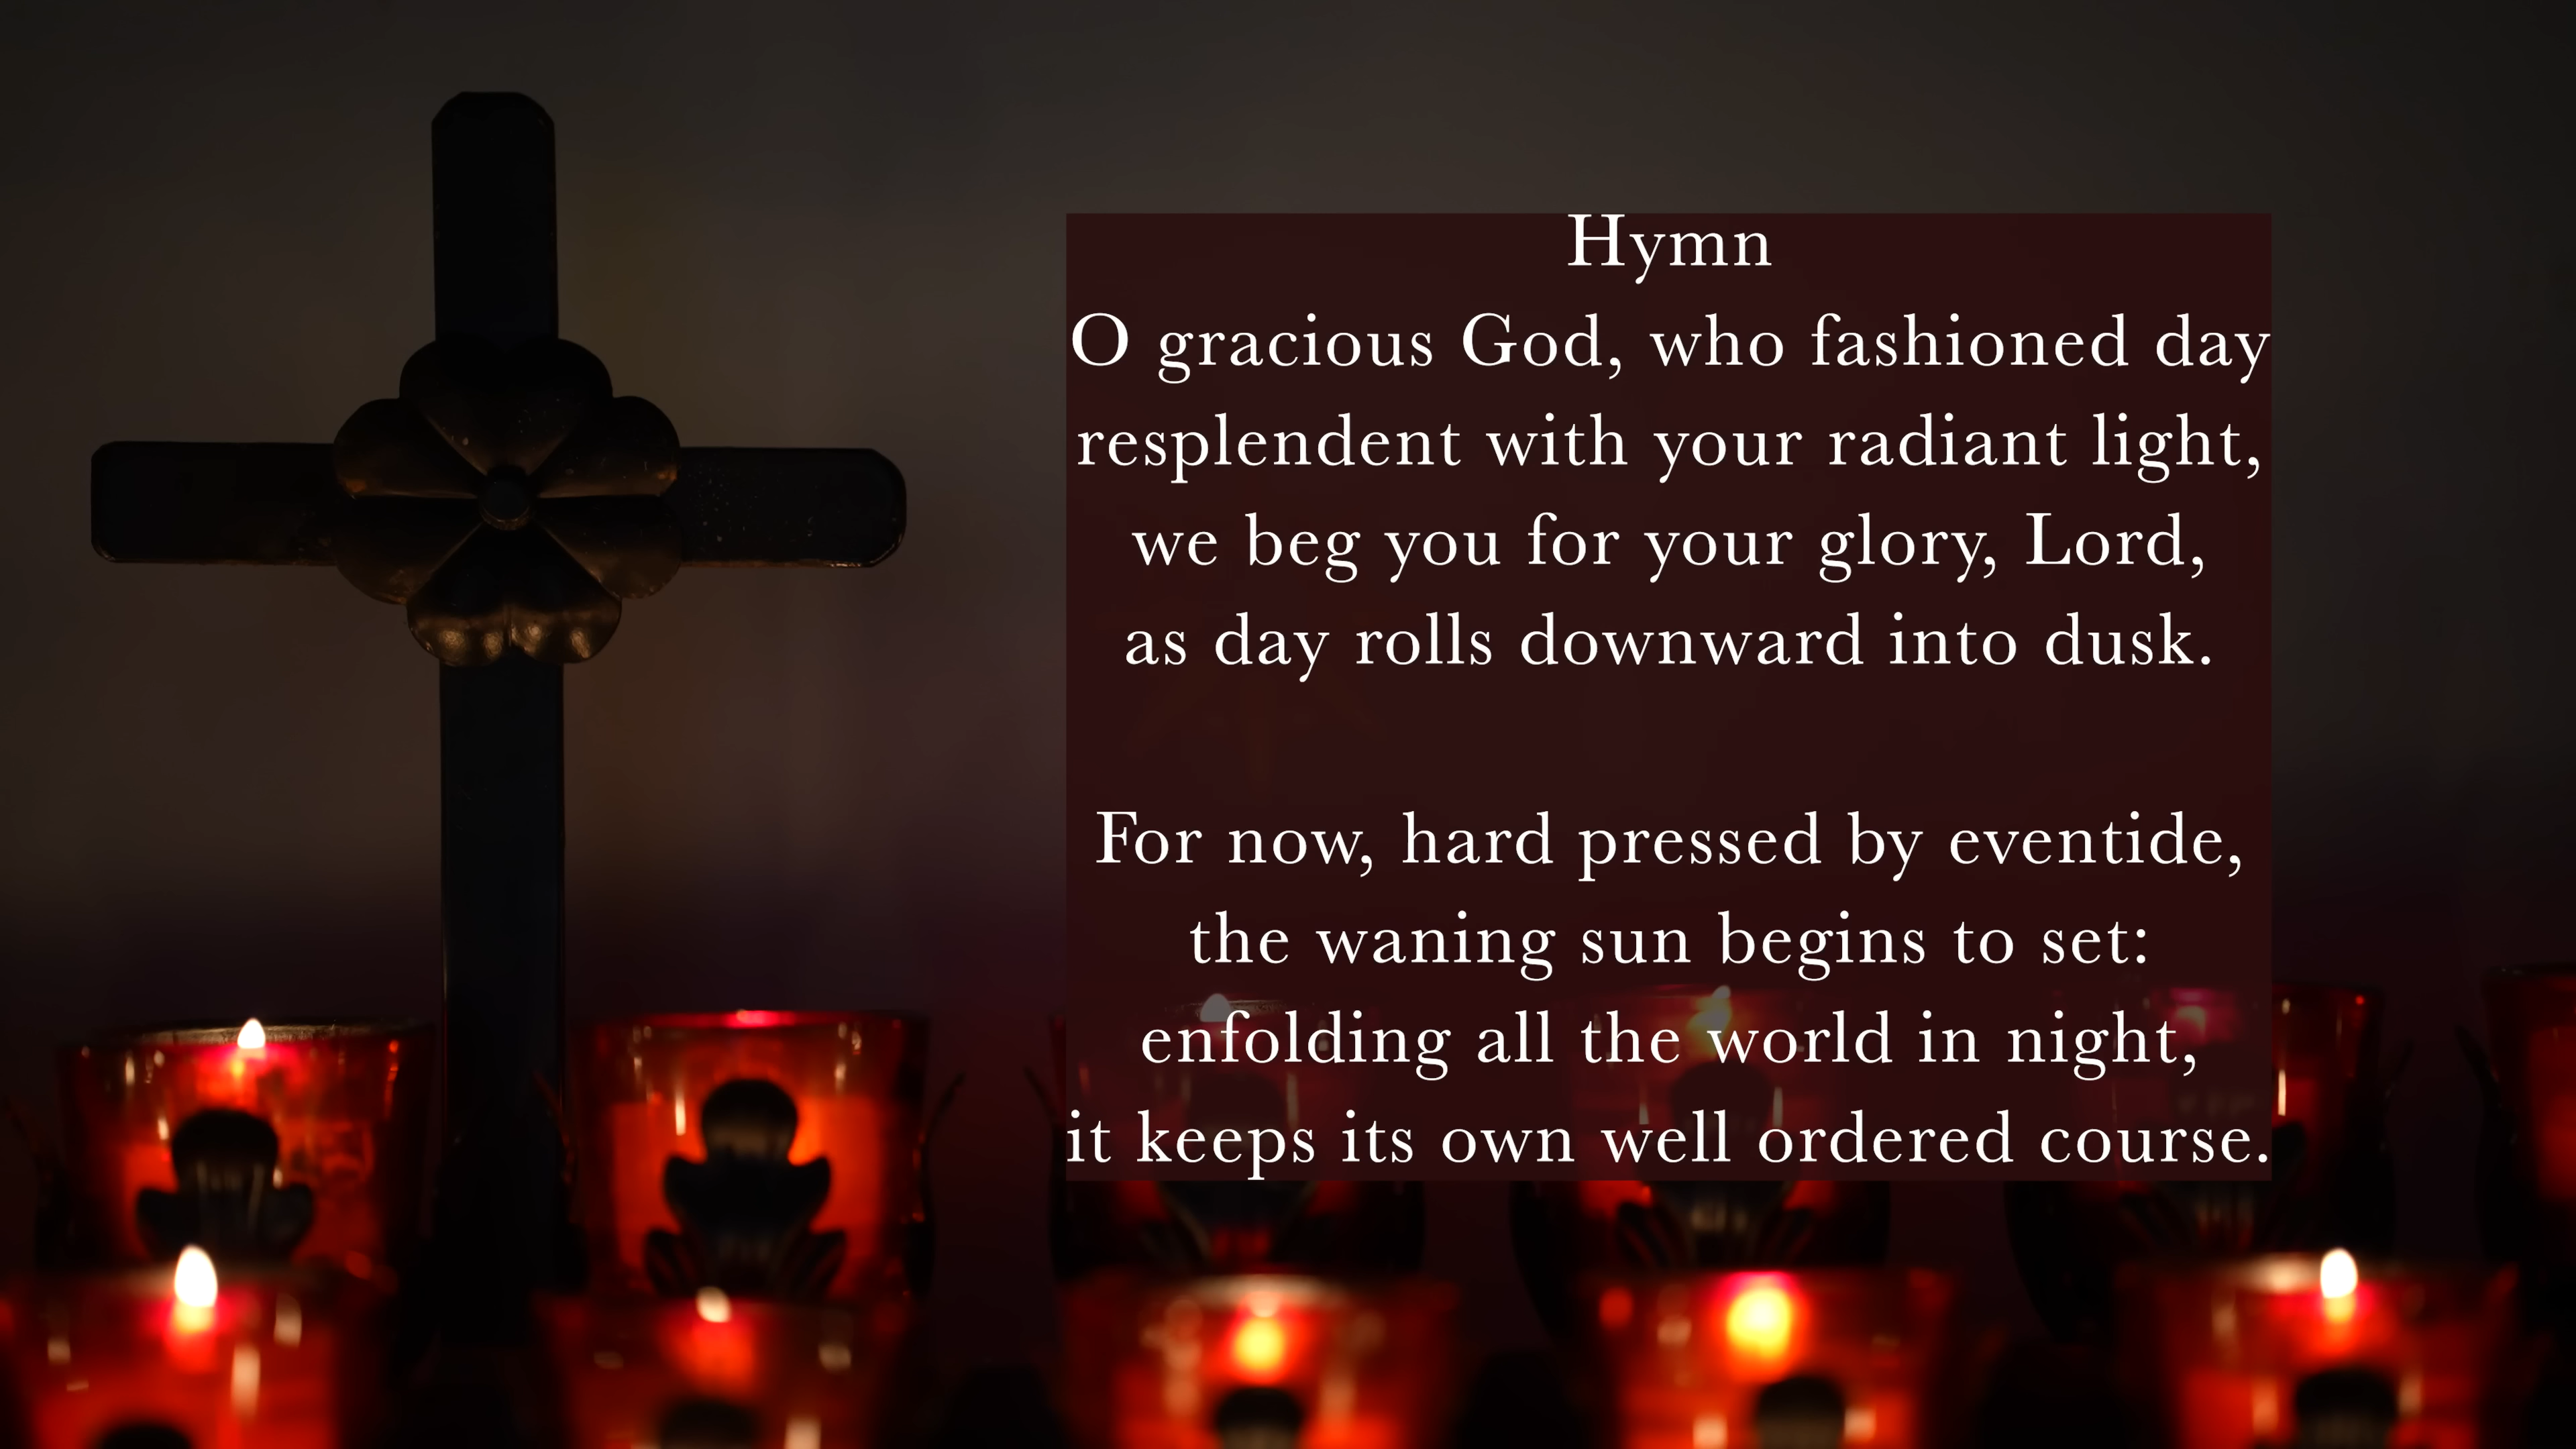 Hymn
O gracious God, who fashioned day
resplendent with your radiant light,
we beg you for your glory, Lord,
as day rolls downward into dusk.
For now, hard pressed by eventide,
the waning sun begins to set:
enfolding all the world in night,
it keeps its own well ordered course.